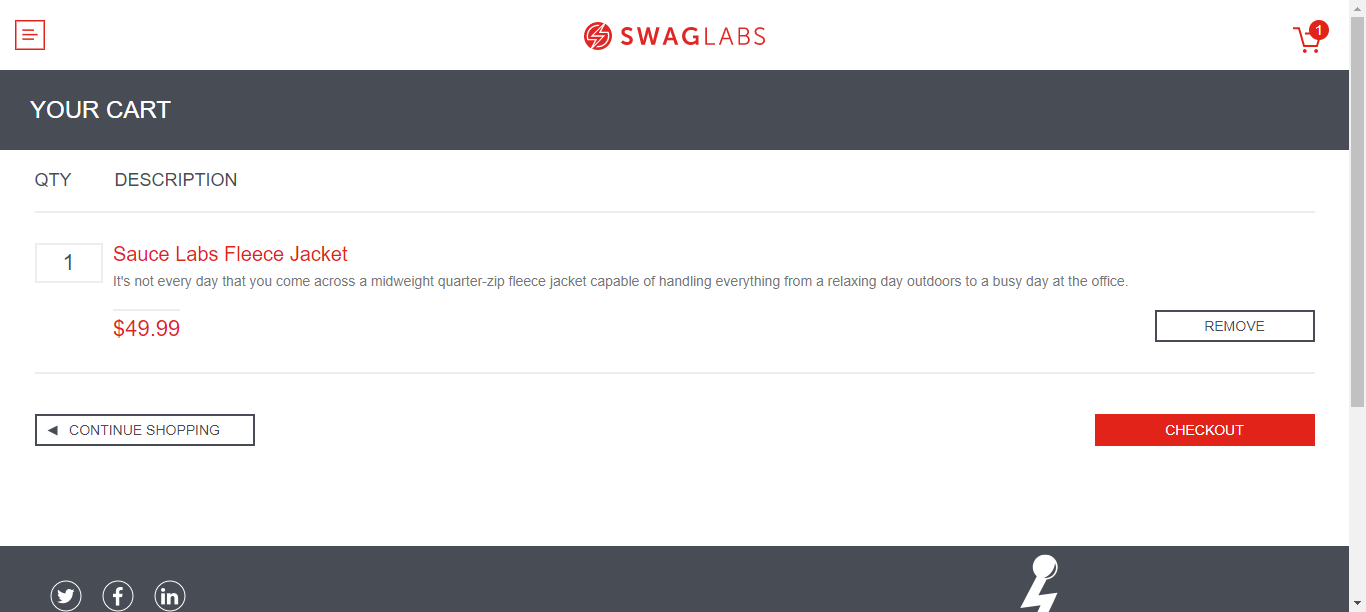 SWAGLABS
1
YOUR CART
QTY DESCRIPTION
1
Sauce Labs Fleece Jacket
It's not every day that you come across a midweight quarter-zip fleece jacket capable of handling everything from a relaxing day outdoors to a busy day at the office.
$49.99
REMOVE
CONTINUE SHOPPING
CHECKOUT